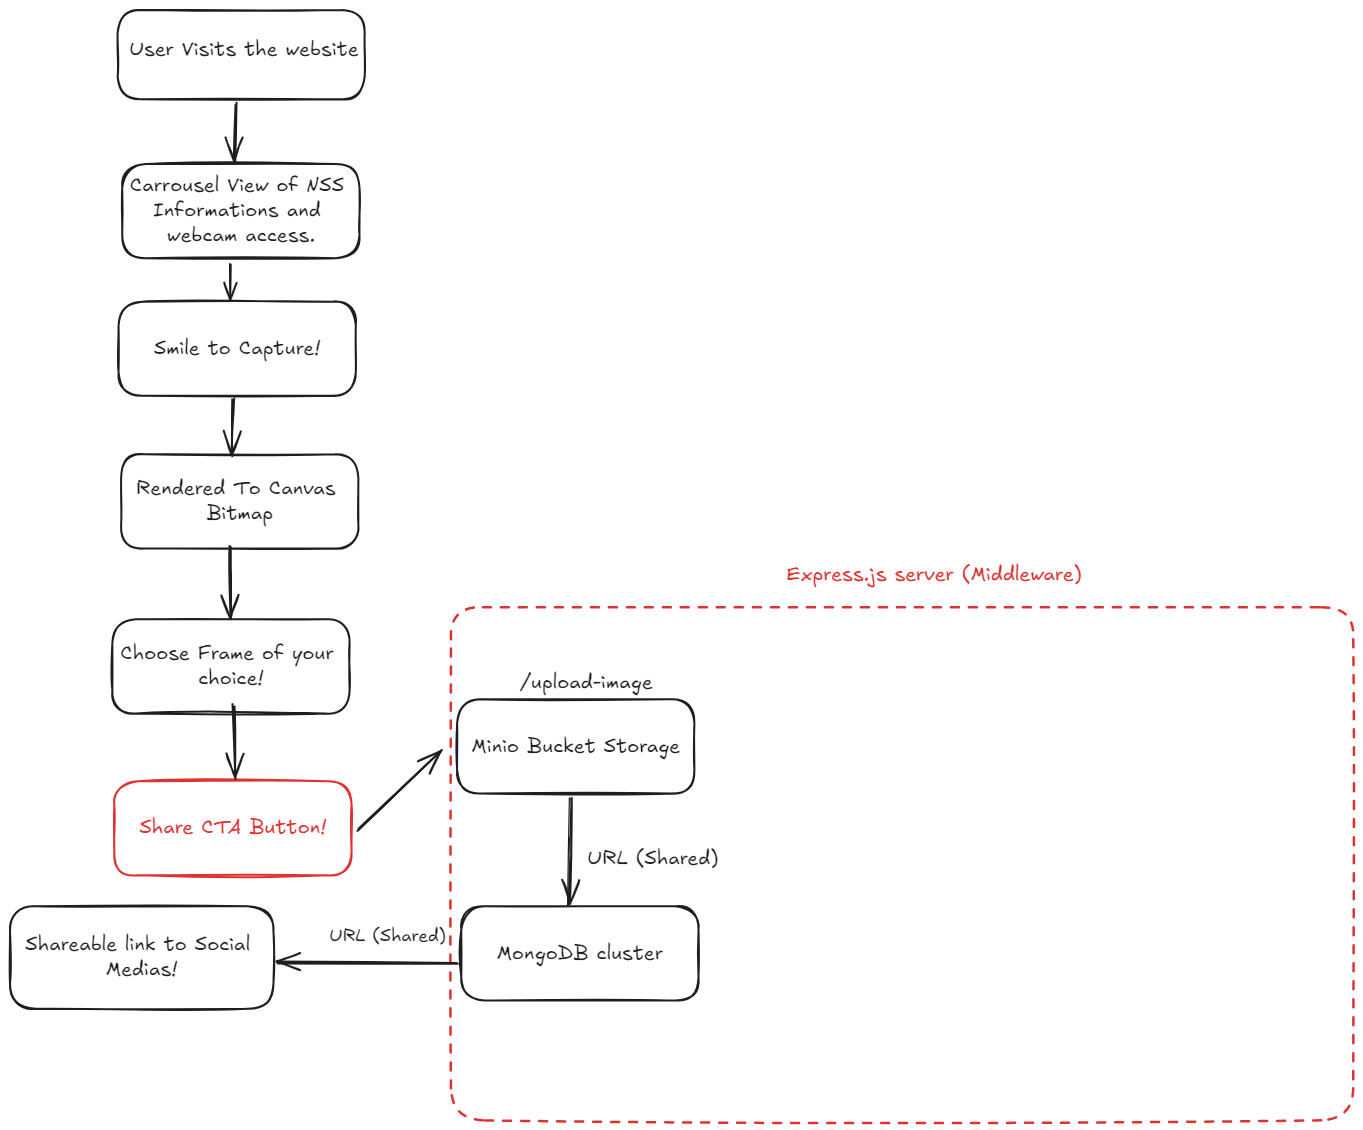 User Visits the website
Carrousel View of NSS
Informations and
webcam access.
Smile to Capture!
Rendered To Canvas
Bitmap
Choose Frame of your
choice!
Share CTA Button!
Express.js server (Middleware)
/upload-image
Minio Bucket Storage
URL (Shared)
MongoDB cluster
URL (Shared)
Shareable link to Social
Medias!